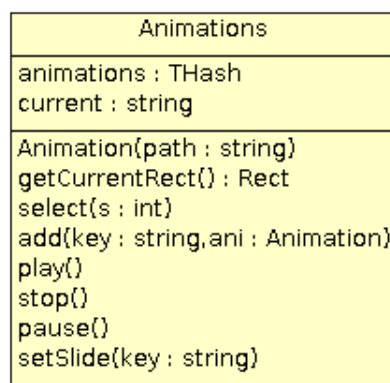 Animations
animations : THash
current : string
Animation(path : string)
getCurrentRect() : Rect
select(s : int)
add(key : string,ani : Animation)
play()
stop()
pause()
setSlide(key : string)